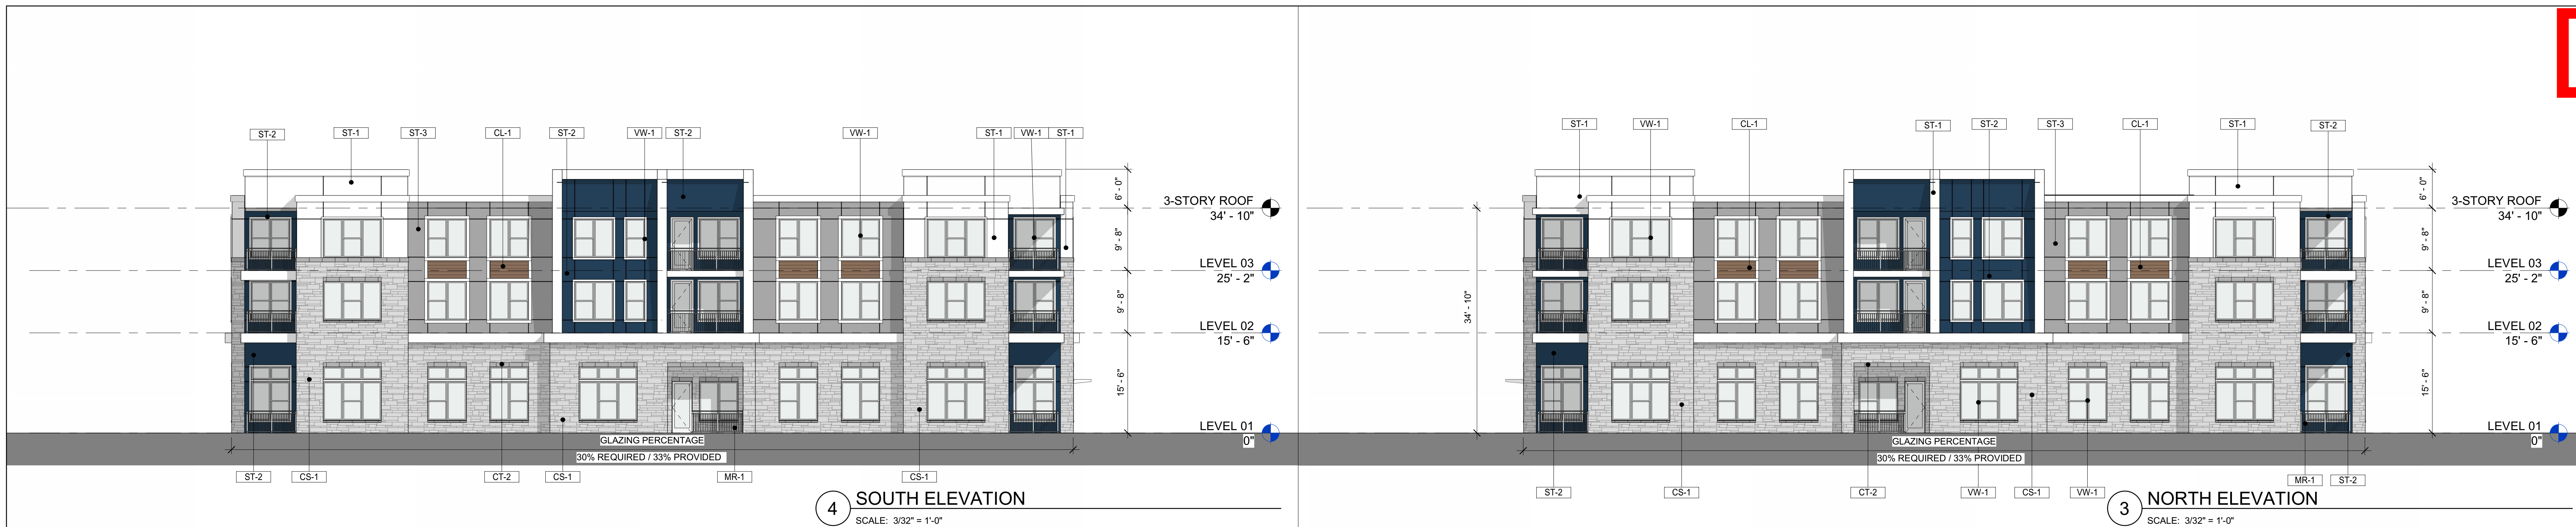 ST-2
ST-1
ST-3
CL-1
ST-2
VW-1
ST-2
VW-1
ST-1
VW-1
ST-1
6' - 0"
9' - 8"
9' - 8"
15' - 6"
3-STORY ROOF
34' - 10"
LEVEL 03
25' - 2"
LEVEL 02
15' - 6"
LEVEL 01
0"
GLAZING PERCENTAGE
30% REQUIRED / 33% PROVIDED
ST-2
CS-1
CT-2
CS-1
MR-1
CS-1
4
SOUTH ELEVATION
SCALE: 3/32" = 1'-0"
ST-1
VW-1
CL-1
ST-1
ST-2
ST-3
CL-1
ST-1
ST-2
34' - 10"
6' - 0"
9' - 8"
9' - 8"
15' - 6"
3-STORY ROOF
34' - 10"
LEVEL 03
25' - 2"
LEVEL 02
15' - 6"
LEVEL 01
0"
GLAZING PERCENTAGE
30% REQUIRED / 33% PROVIDED
ST-2
CS-1
CT-2
VW-1
CS-1
VW-1
MR-1
ST-2
3
NORTH ELEVATION
SCALE: 3/32" = 1'-0"